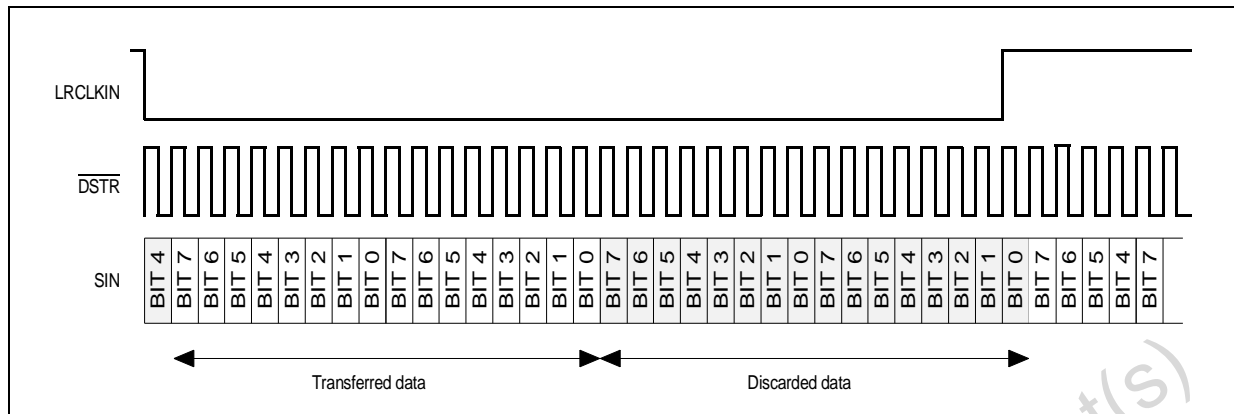 LRCLKIN
DSTR
SIN
BIT 4 BIT 7 BIT 6 BIT 5 BIT 4 BIT 3 BIT 2 BIT 1 BIT 0 BIT 7 BIT 6 BIT 5 BIT 4 BIT 3 BIT 2 BIT 1 BIT 0 BIT 7 BIT 6 BIT 5 BIT 4 BIT 3 BIT 2 BIT 1 BIT 0 BIT 7 BIT 6 BIT 5 BIT 4 BIT 3 BIT 2 BIT 1 BIT 0 BIT 7 BIT 6 BIT 5 BIT 4 BIT 7
Transferred data
Discarded data
t(s)